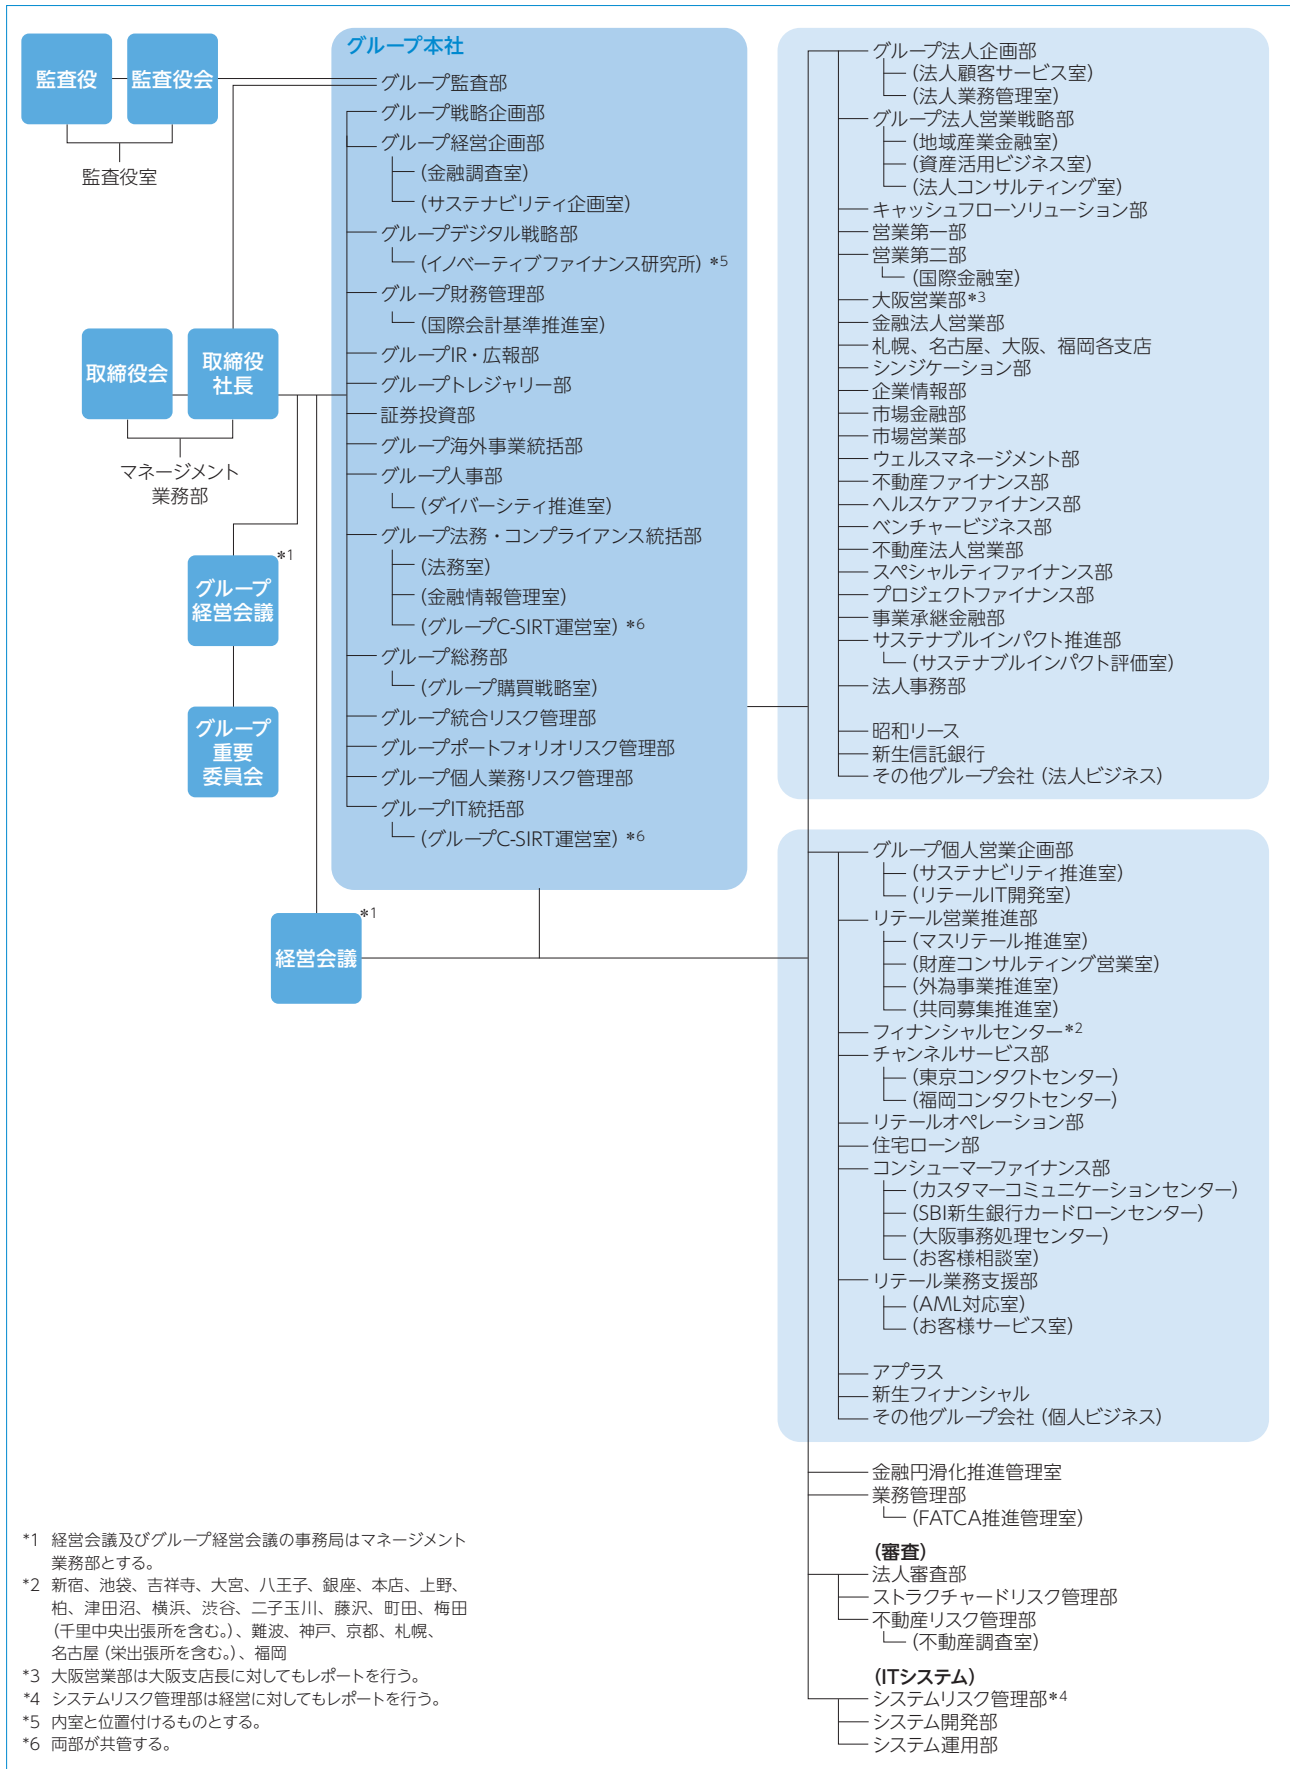 監査役
監査役会
監査役室
取締役会
取締役
社長
マネージメント
業務部
グループ
経営会議
*1
グループ
重要
委員会
経営会議
*1
グループ本社
グループ監査部
グループ戦略企画部
グループ経営企画部
(金融調査室)
(サステナビリティ企画室)
グループデジタル戦略部
(イノベーティブファイナンス研究所) *5
グループ財務管理部
(国際会計基準推進室)
グループIR・広報部
グループトレジャリー部
証券投資部
グループ海外事業統括部
グループ人事部
(ダイバーシティ推進室)
グループ法務・コンプライアンス統括部
(法務室)
(金融情報管理室)
(グループC-SIRT運営室) *6
グループ総務部
(グループ購買戦略室)
グループ統合リスク管理部
グループポートフォリオリスク管理部
グループ個人業務リスク管理部
グループIT統括部
(グループC-SIRT運営室) *6
グループ法人企画部
(法人顧客サービス室)
(法人業務管理室)
グループ法人営業戦略部
(地域産業金融室)
(資産活用ビジネス室)
(法人コンサルティング室)
キャッシュフローソリューション部
営業第一部
営業第二部
(国際金融室)
大阪営業部*3
金融法人営業部
札幌、名古屋、大阪、福岡各支店
シンジケーション部
企業情報部
市場金融部
市場営業部
ウェルスマネージメント部
不動産ファイナンス部
ヘルスケアファイナンス部
ベンチャービジネス部
不動産法人営業部
スペシャルティファイナンス部
プロジェクトファイナンス部
事業承継金融部
サステナブルインパクト推進部
(サステナブルインパクト評価室)
法人事務部
昭和リース
新生信託銀行
その他グループ会社 (法人ビジネス)
グループ個人営業企画部
(サステナビリティ推進室)
(リテールIT開発室)
リテール営業推進部
(マスリテール推進室)
(財産コンサルティング営業室)
(外為事業推進室)
(共同募集推進室)
フィナンシャルセンター*2
チャンネルサービス部
(東京コンタクトセンター)
(福岡コンタクトセンター)
リテールオペレーション部
住宅ローン部
コンシューマーファイナンス部
(カスタマーコミュニケーションセンター)
(SBI新生銀行カードローンセンター)
(大阪事務処理センター)
(お客様相談室)
リテール業務支援部
(AML対応室)
(お客様サービス室)
アプラス
新生フィナンシャル
その他グループ会社 (個人ビジネス)
金融円滑化推進管理室
業務管理部
(FATCA推進管理室)
(審査)
法人審査部
ストラクチャードリスク管理部
不動産リスク管理部
(不動産調査室)
(ITシステム)
システムリスク管理部*4
システム開発部
システム運用部
*1 経営会議及びグループ経営会議の事務局はマネージメント
業務部とする。
*2 新宿、池袋、吉祥寺、大宮、八王子、銀座、本店、上野、
柏、津田沼、横浜、渋谷、二子玉川、藤沢、町田、梅田
(千里中央出張所を含む。)、難波、神戸、京都、札幌、
名古屋 (栄出張所を含む。)、福岡
*3 大阪営業部は大阪支店長に対してもレポートを行う。
*4 システムリスク管理部は経営に対してもレポートを行う。
*5 内室と位置付けるものとする。
*6 両部が共管する。